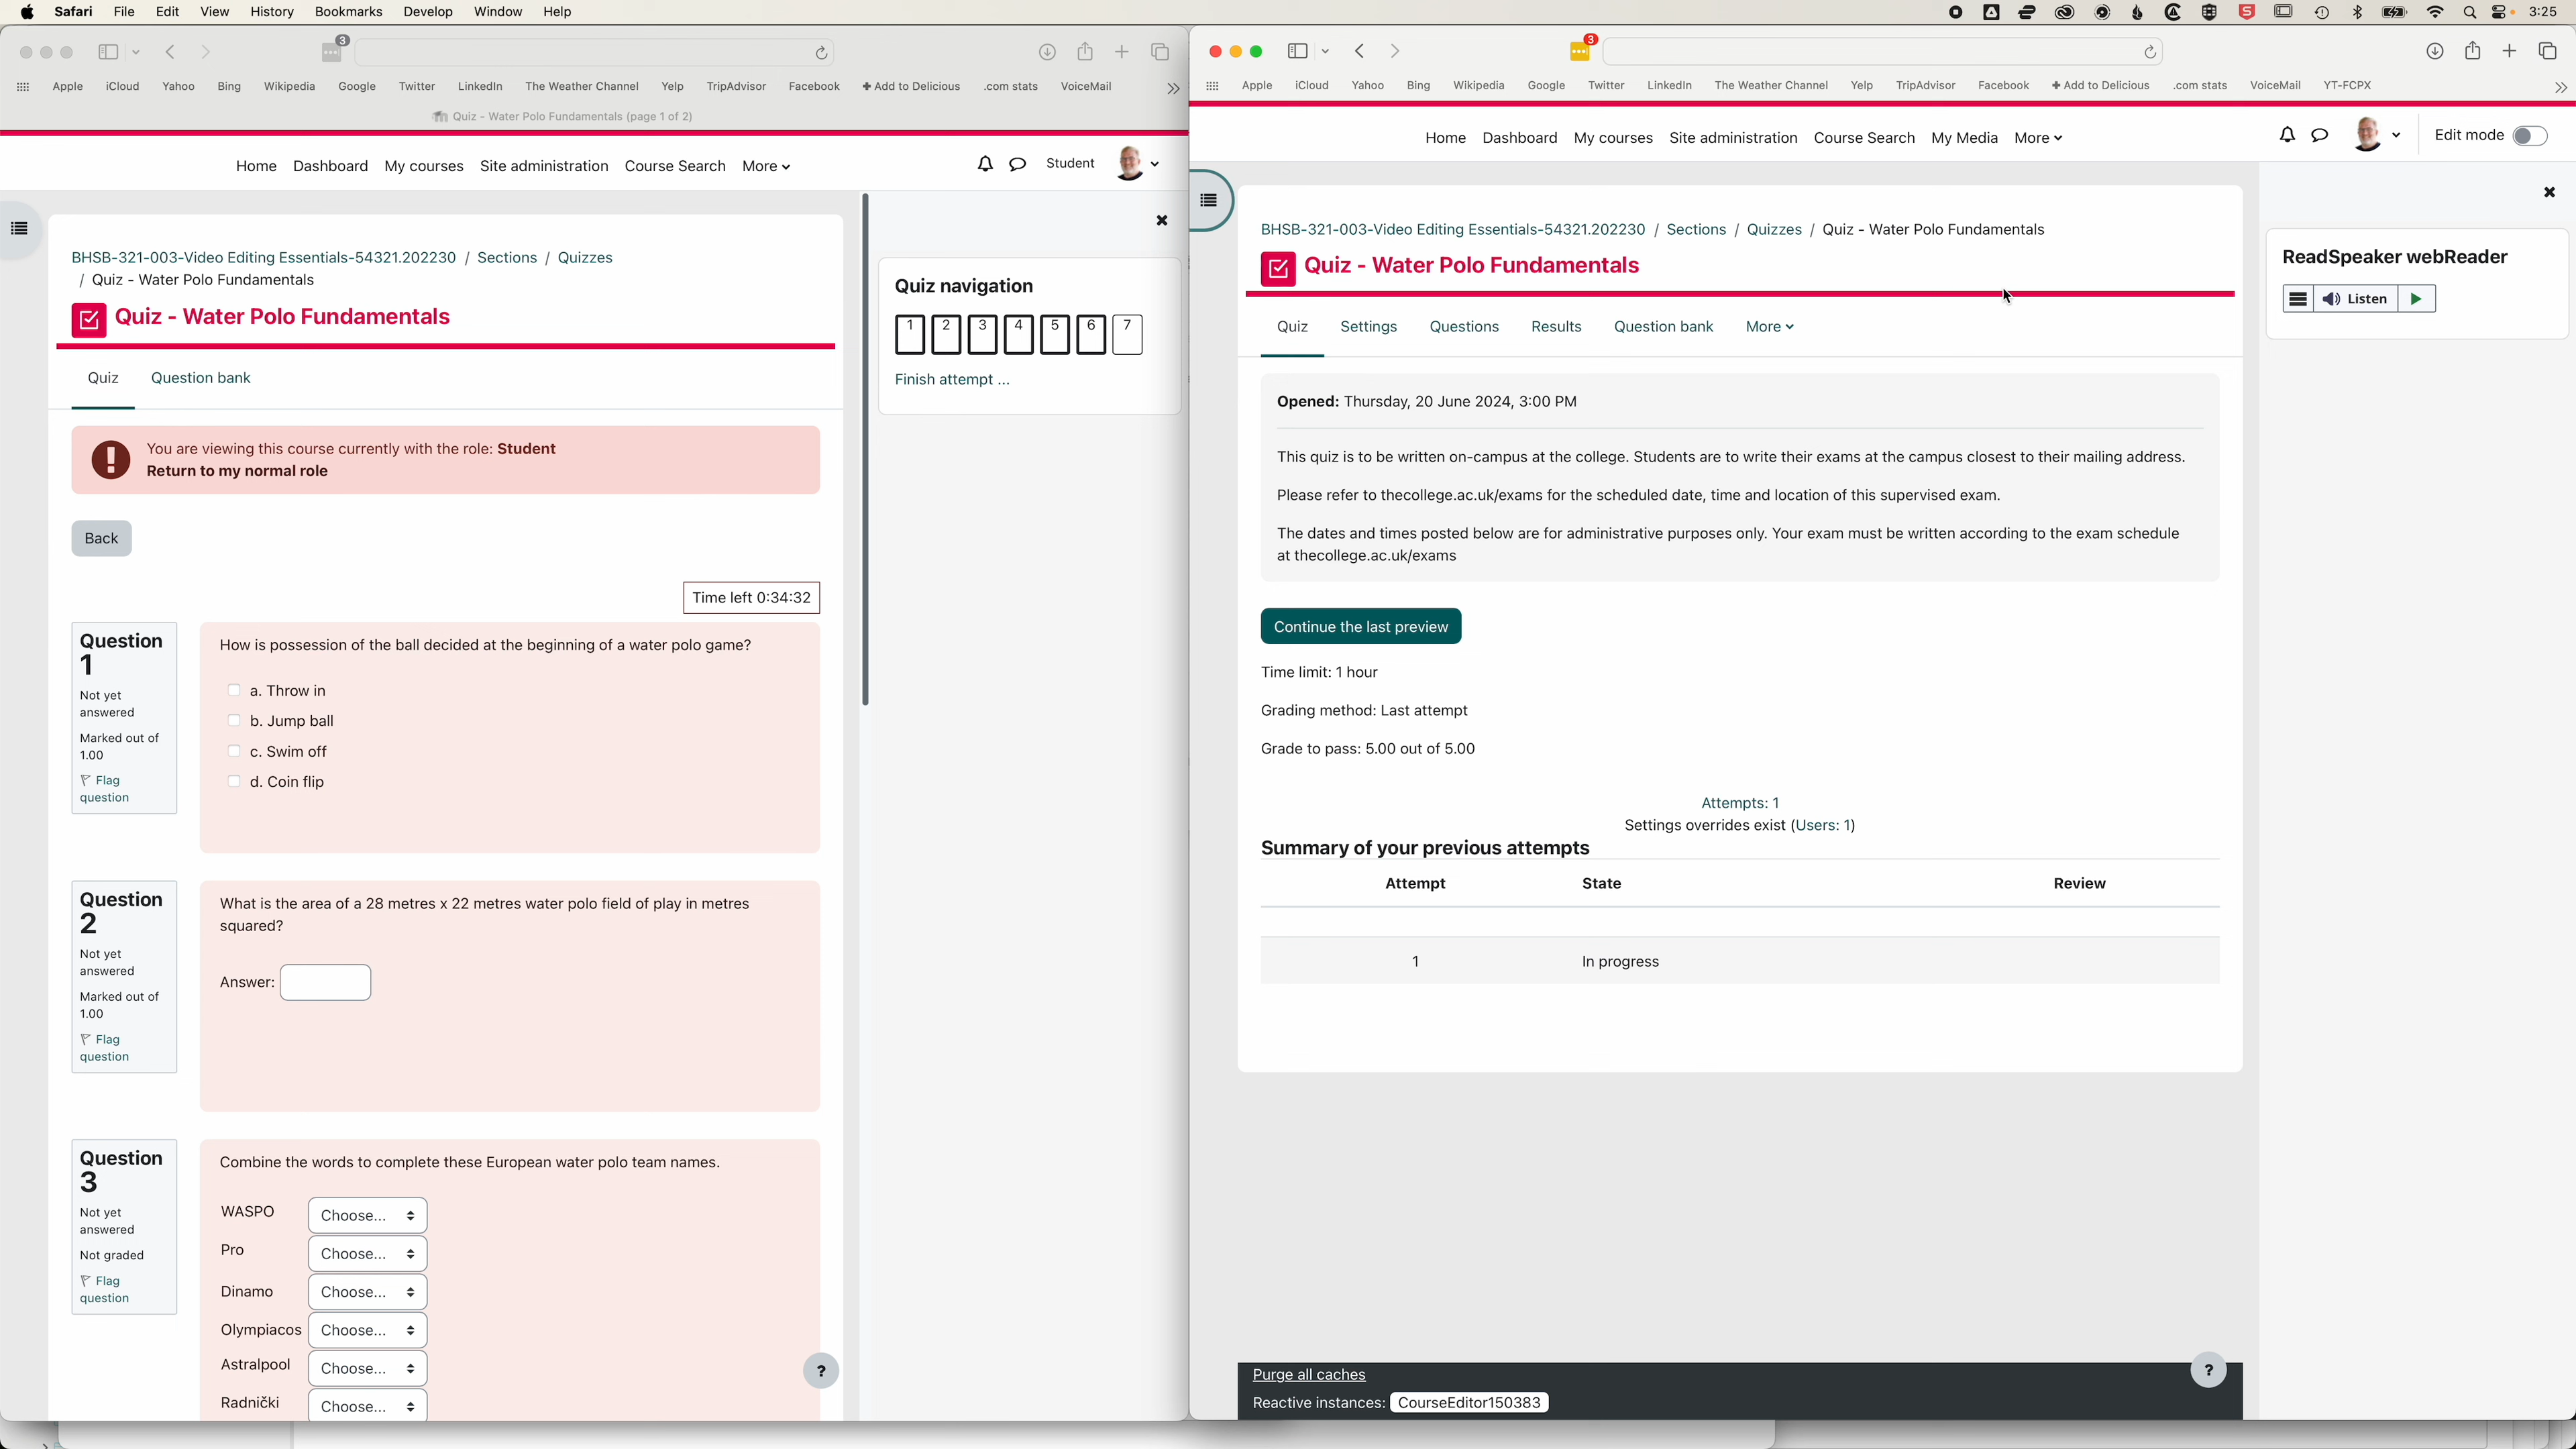 Safari File Edit View History Bookmarks Develop Window Help
3:25
3
Apple iCloud Yahoo Bing Wikipedia Google Twitter LinkedIn The Weather Channel Yelp TripAdvisor Facebook ✚ Add to Delicious .com stats VoiceMail
Quiz - Water Polo Fundamentals (page 1 of 2)
Home Dashboard My courses Site administration Course Search More
Student
BHSB-321-003-Video Editing Essentials-54321.202230 / Sections / Quizzes
/ Quiz - Water Polo Fundamentals
Quiz - Water Polo Fundamentals
Quiz Question bank
You are viewing this course currently with the role: Student
Return to my normal role
Back
Time left 0:34:32
Question
1
Not yet
answered
Marked out of
1.00
Flag
question
How is possession of the ball decided at the beginning of a water polo game?
a. Throw in
b. Jump ball
c. Swim off
d. Coin flip
Question
2
Not yet
answered
Marked out of
1.00
Flag
question
What is the area of a 28 metres x 22 metres water polo field of play in metres
squared?
Answer:
Question
3
Not yet
answered
Not graded
Flag
question
Combine the words to complete these European water polo team names.
WASPO Choose...
Pro Choose...
Dinamo Choose...
Olympiacos Choose...
Astralpool Choose...
Radnički Choose...
?
Quiz navigation
1 2 3 4 5 6 7
Finish attempt ...
3
Apple iCloud Yahoo Bing Wikipedia Google Twitter LinkedIn The Weather Channel Yelp TripAdvisor Facebook ✚ Add to Delicious .com stats VoiceMail YT-FCPX
Home Dashboard My courses Site administration Course Search My Media More
Edit mode
BHSB-321-003-Video Editing Essentials-54321.202230 / Sections / Quizzes / Quiz - Water Polo Fundamentals
Quiz - Water Polo Fundamentals
Quiz Settings Questions Results Question bank More
Opened: Thursday, 20 June 2024, 3:00 PM
This quiz is to be written on-campus at the college. Students are to write their exams at the campus closest to their mailing address.
Please refer to thecollege.ac.uk/exams for the scheduled date, time and location of this supervised exam.
The dates and times posted below are for administrative purposes only. Your exam must be written according to the exam schedule
at thecollege.ac.uk/exams
Continue the last preview
Time limit: 1 hour
Grading method: Last attempt
Grade to pass: 5.00 out of 5.00
Attempts: 1
Settings overrides exist (Users: 1)
Summary of your previous attempts
Attempt State Review
1 In progress
Purge all caches
Reactive instances: CourseEditor150383
?
ReadSpeaker webReader
Listen